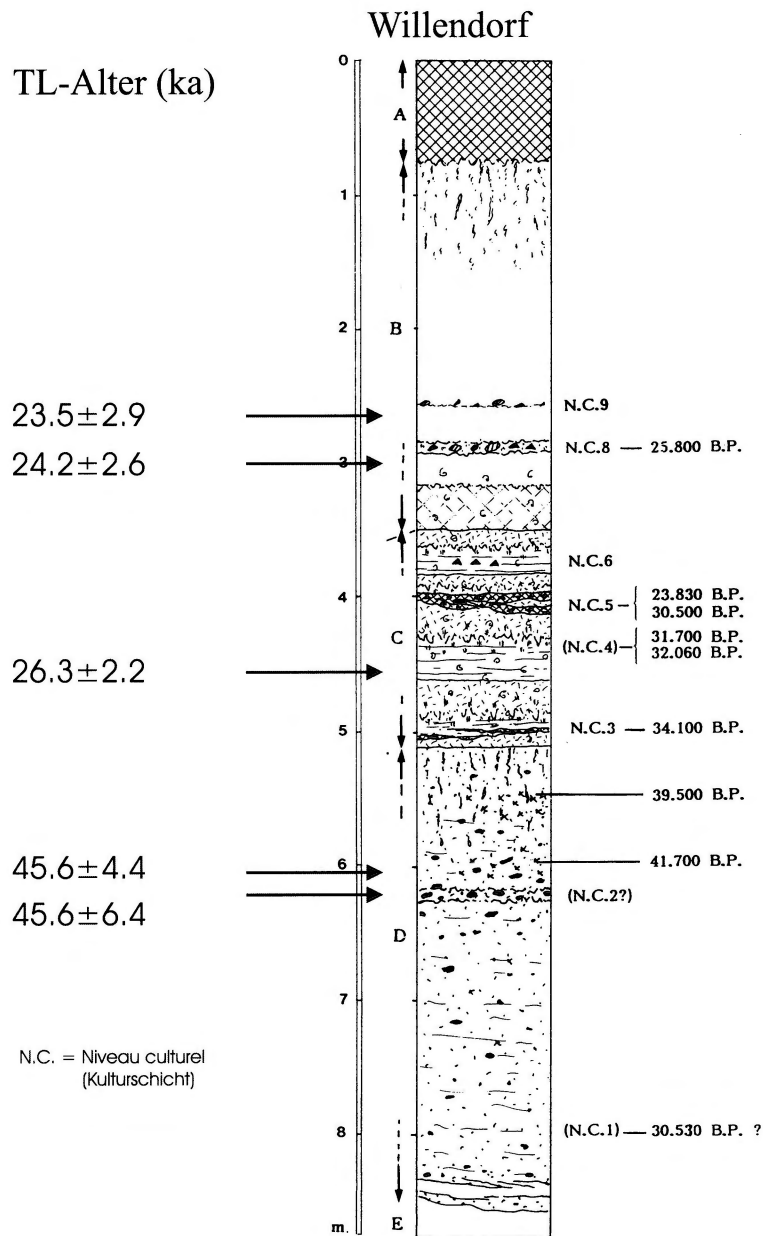 Willendorf
TL-Alter (ka)
0
A
1
B
2
N.C.9
23.5±2.9
N.C.8 — 25.800 B.P.
24.2±2.6
3
N.C.6
23.830 B.P.
4
N.C.5
30.500 B.P.
31.700 B.P.
C
(N.C.4)
32.060 B.P.
26.3±2.2
5
N.C.3 — 34.100 B.P.
39.500 B.P.
45.6±4.4
6
41.700 B.P.
(N.C.2?)
45.6±6.4
D
7
N.C. = Niveau culturel
(Kulturschicht)
8
(N.C.1) — 30.530 B.P. ?
m.
E